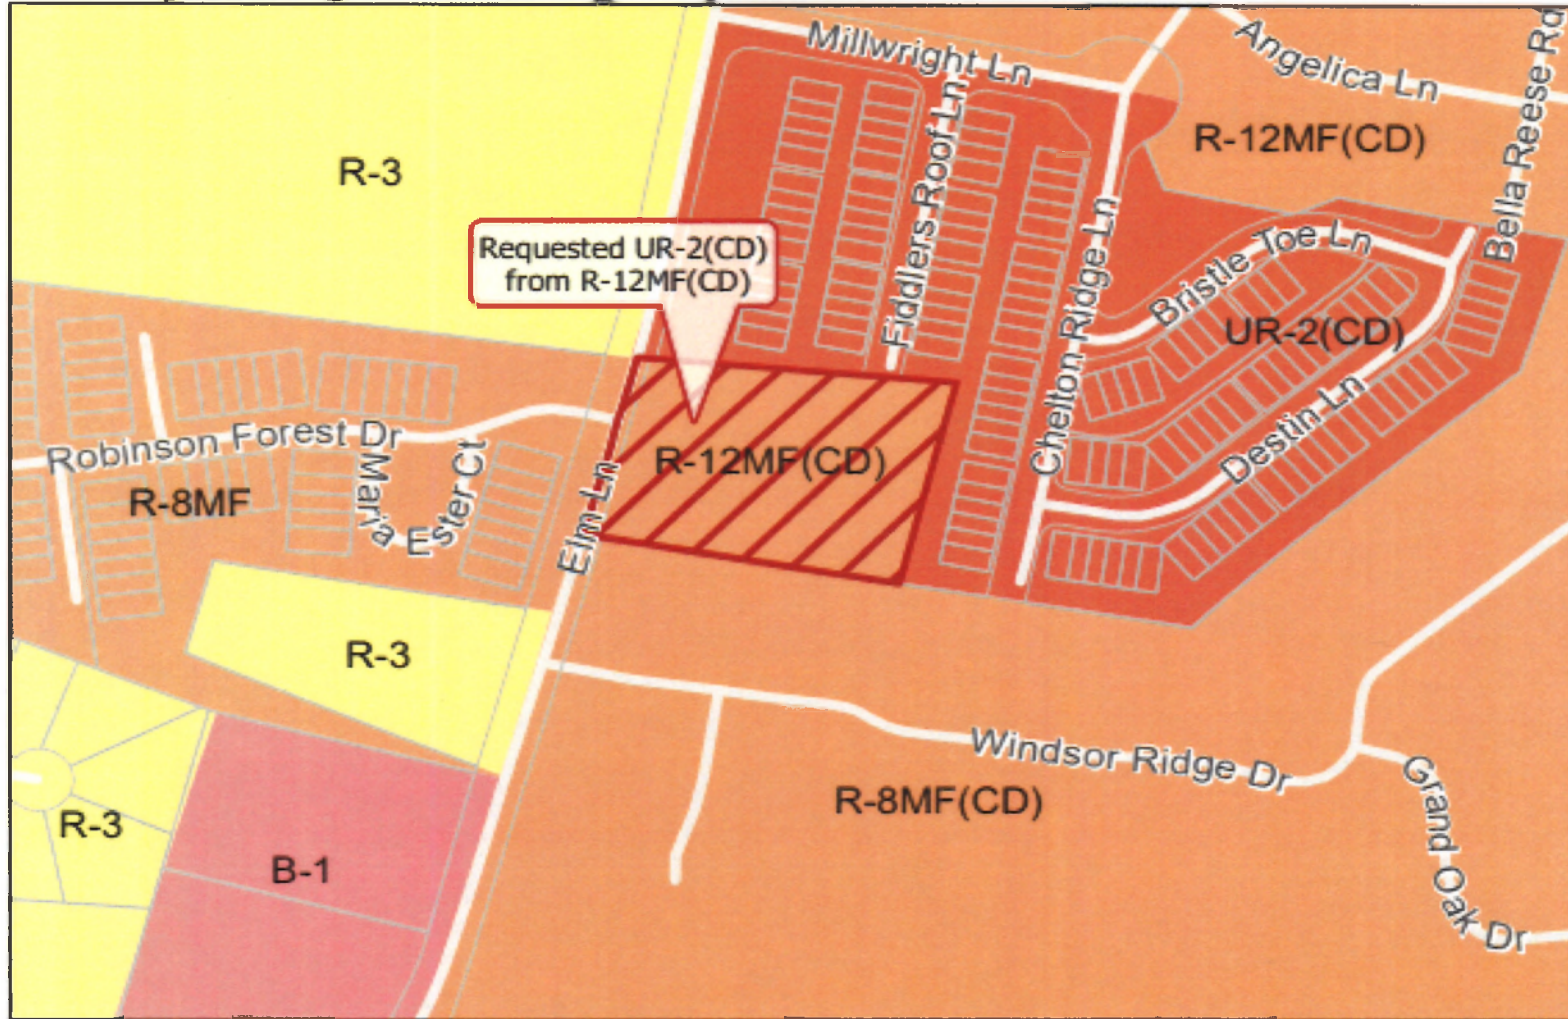 Millwright Ln
Angelica Ln
Bella Reese Rd
R-3
R-12MF(CD)
Fiddlers Roof Ln
Requested UR-2(CD)
from R-12MF(CD)
Chelton Ridge Ln
Bristle Toe Ln
UR-2(CD)
Destin Ln
Robinson Forest Dr
R-12MF(CD)
R-8MF
Marla Ester Ct
Elm Ln
R-3
Windsor Ridge Dr
R-8MF(CD)
Grand Oak Dr
R-3
B-1